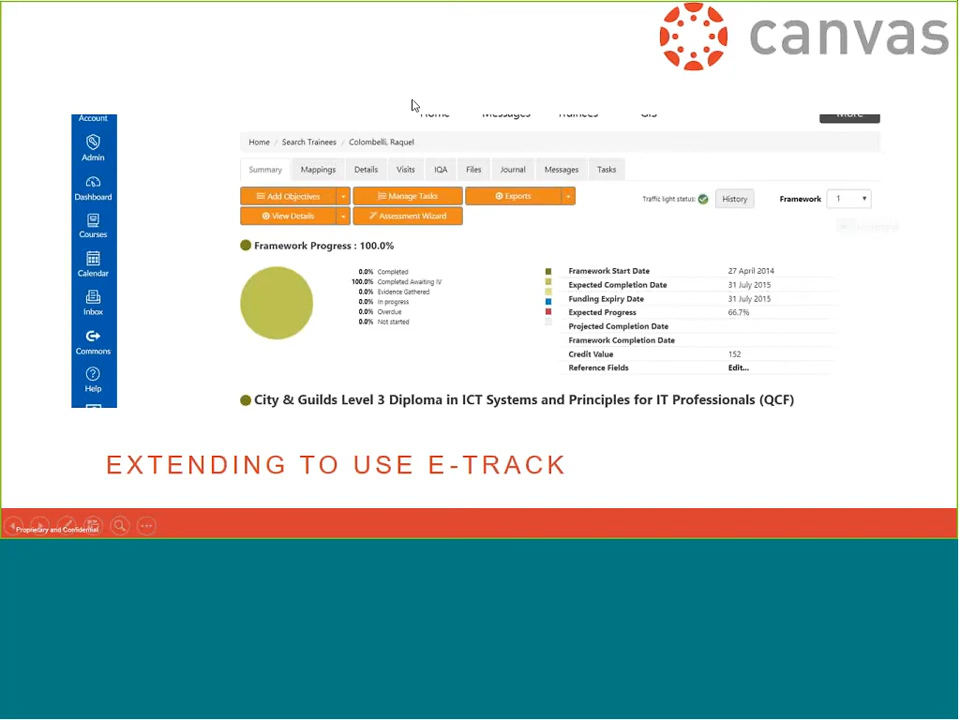 canvas
Account
Admin
Dashboard
Courses
Calendar
Inbox
Commons
Help
Home Messages Trainees
More
Home / Search Trainees / Colombelli, Raquel
Summary Mappings Details Visits IQA Files Journal Messages Tasks
Add Objectives Manage Tasks Exports
View Details Assessment Wizard
Traffic light status: History Framework 1
Framework Progress : 100.0%
0.0% Completed
100.0% Completed Awaiting IV
0.0% Evidence Gathered
0.0% In progress
0.0% Overdue
0.0% Not started
Framework Start Date 27 April 2014
Expected Completion Date 31 July 2015
Funding Expiry Date 31 July 2015
Expected Progress 66.7%
Projected Completion Date
Framework Completion Date
Credit Value 152
Reference Fields Edit...
City & Guilds Level 3 Diploma in ICT Systems and Principles for IT Professionals (QCF)
EXTENDING TO USE E-TRACK
Proprietary and Confidential